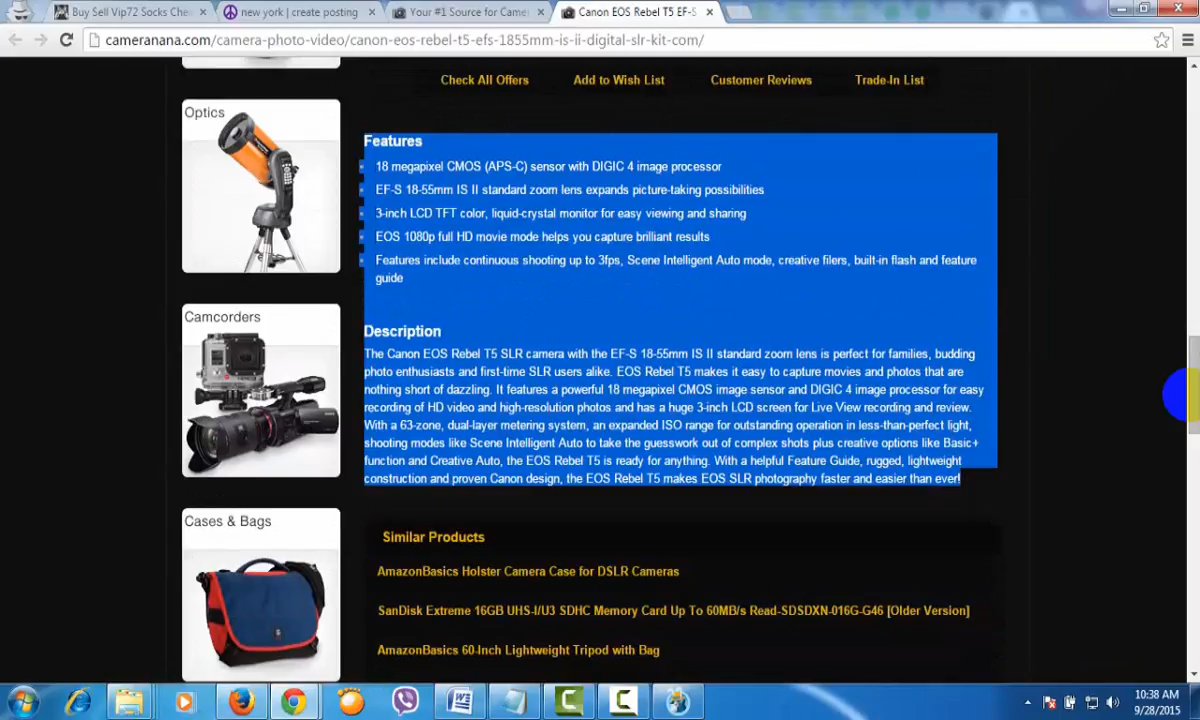 Buy Sell Vip72 Socks Che
new york | create posting
Your #1 Source for Came
Canon EOS Rebel T5 EF-S
cameranana.com/camera-photo-video/canon-eos-rebel-t5-efs-1855mm-is-ii-digital-slr-kit-com/
Check All Offers
Add to Wish List
Customer Reviews
Trade-In List
Optics
Camcorders
Cases & Bags
Features
18 megapixel CMOS (APS-C) sensor with DIGIC 4 image processor
EF-S 18-55mm IS II standard zoom lens expands picture-taking possibilities
3-inch LCD TFT color, liquid-crystal monitor for easy viewing and sharing
EOS 1080p full HD movie mode helps you capture brilliant results
Features include continuous shooting up to 3fps, Scene Intelligent Auto mode, creative filers, built-in flash and feature
guide
Description
The Canon EOS Rebel T5 SLR camera with the EF-S 18-55mm IS II standard zoom lens is perfect for families, budding
photo enthusiasts and first-time SLR users alike. EOS Rebel T5 makes it easy to capture movies and photos that are
nothing short of dazzling. It features a powerful 18 megapixel CMOS image sensor and DIGIC 4 image processor for easy
recording of HD video and high-resolution photos and has a huge 3-inch LCD screen for Live View recording and review.
With a 63-zone, dual-layer metering system, an expanded ISO range for outstanding operation in less-than-perfect light,
shooting modes like Scene Intelligent Auto to take the guesswork out of complex shots plus creative options like Basic+
function and Creative Auto, the EOS Rebel T5 is ready for anything. With a helpful Feature Guide, rugged, lightweight
construction and proven Canon design, the EOS Rebel T5 makes EOS SLR photography faster and easier than ever!
Similar Products
AmazonBasics Holster Camera Case for DSLR Cameras
SanDisk Extreme 16GB UHS-I/U3 SDHC Memory Card Up To 60MB/s Read-SDSDXN-016G-G46 [Older Version]
AmazonBasics 60-Inch Lightweight Tripod with Bag
10:38 AM
9/28/2015